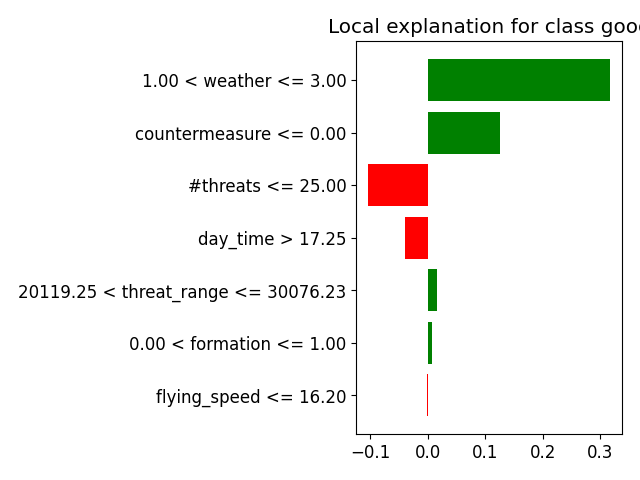 Local explanation for class good
1.00 < weather <= 3.00
countermeasure <= 0.00
#threats <= 25.00
day_time > 17.25
20119.25 < threat_range <= 30076.23
0.00 < formation <= 1.00
flying_speed <= 16.20
−0.1 0.0 0.1 0.2 0.3